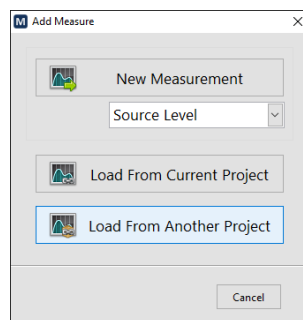 M Add Measure
New Measurement
Source Level
Load From Current Project
Load From Another Project
Cancel